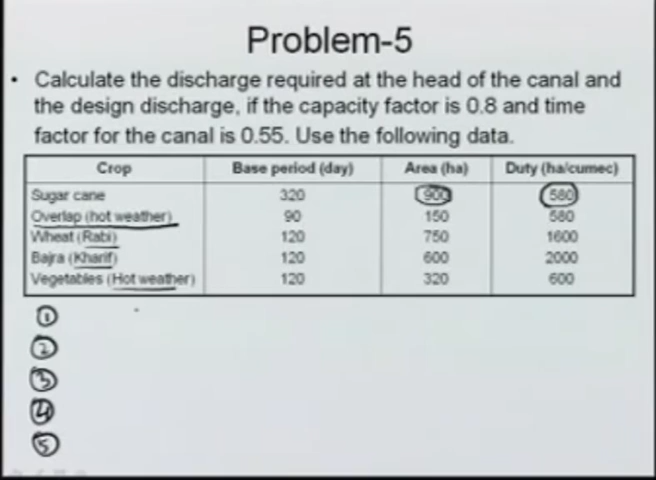 Problem-5
• Calculate the discharge required at the head of the canal and
the design discharge, if the capacity factor is 0.8 and time
factor for the canal is 0.55. Use the following data.
Crop Base period (day) Area (ha) Duty (ha/cumec)
Sugar cane 320 900 580
Overlap (hot weather) 90 150 580
Wheat (Rabi) 120 750 1600
Bajra (Kharif) 120 600 2000
Vegetables (Hot weather) 120 320 600
①
②
③
④
⑤